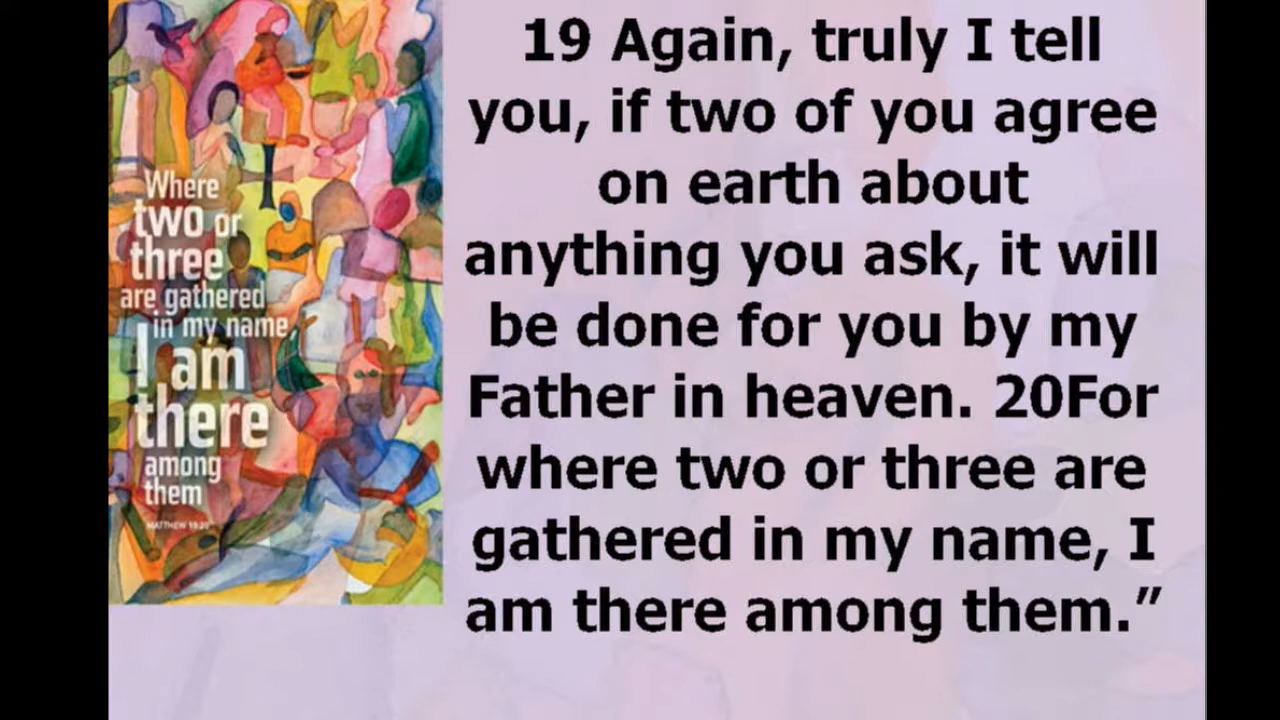 Where
two or
three
are gathered
in my name
I am
there
among
them
MATTHEW 18:20
19 Again, truly I tell
you, if two of you agree
on earth about
anything you ask, it will
be done for you by my
Father in heaven. 20For
where two or three are
gathered in my name, I
am there among them.”